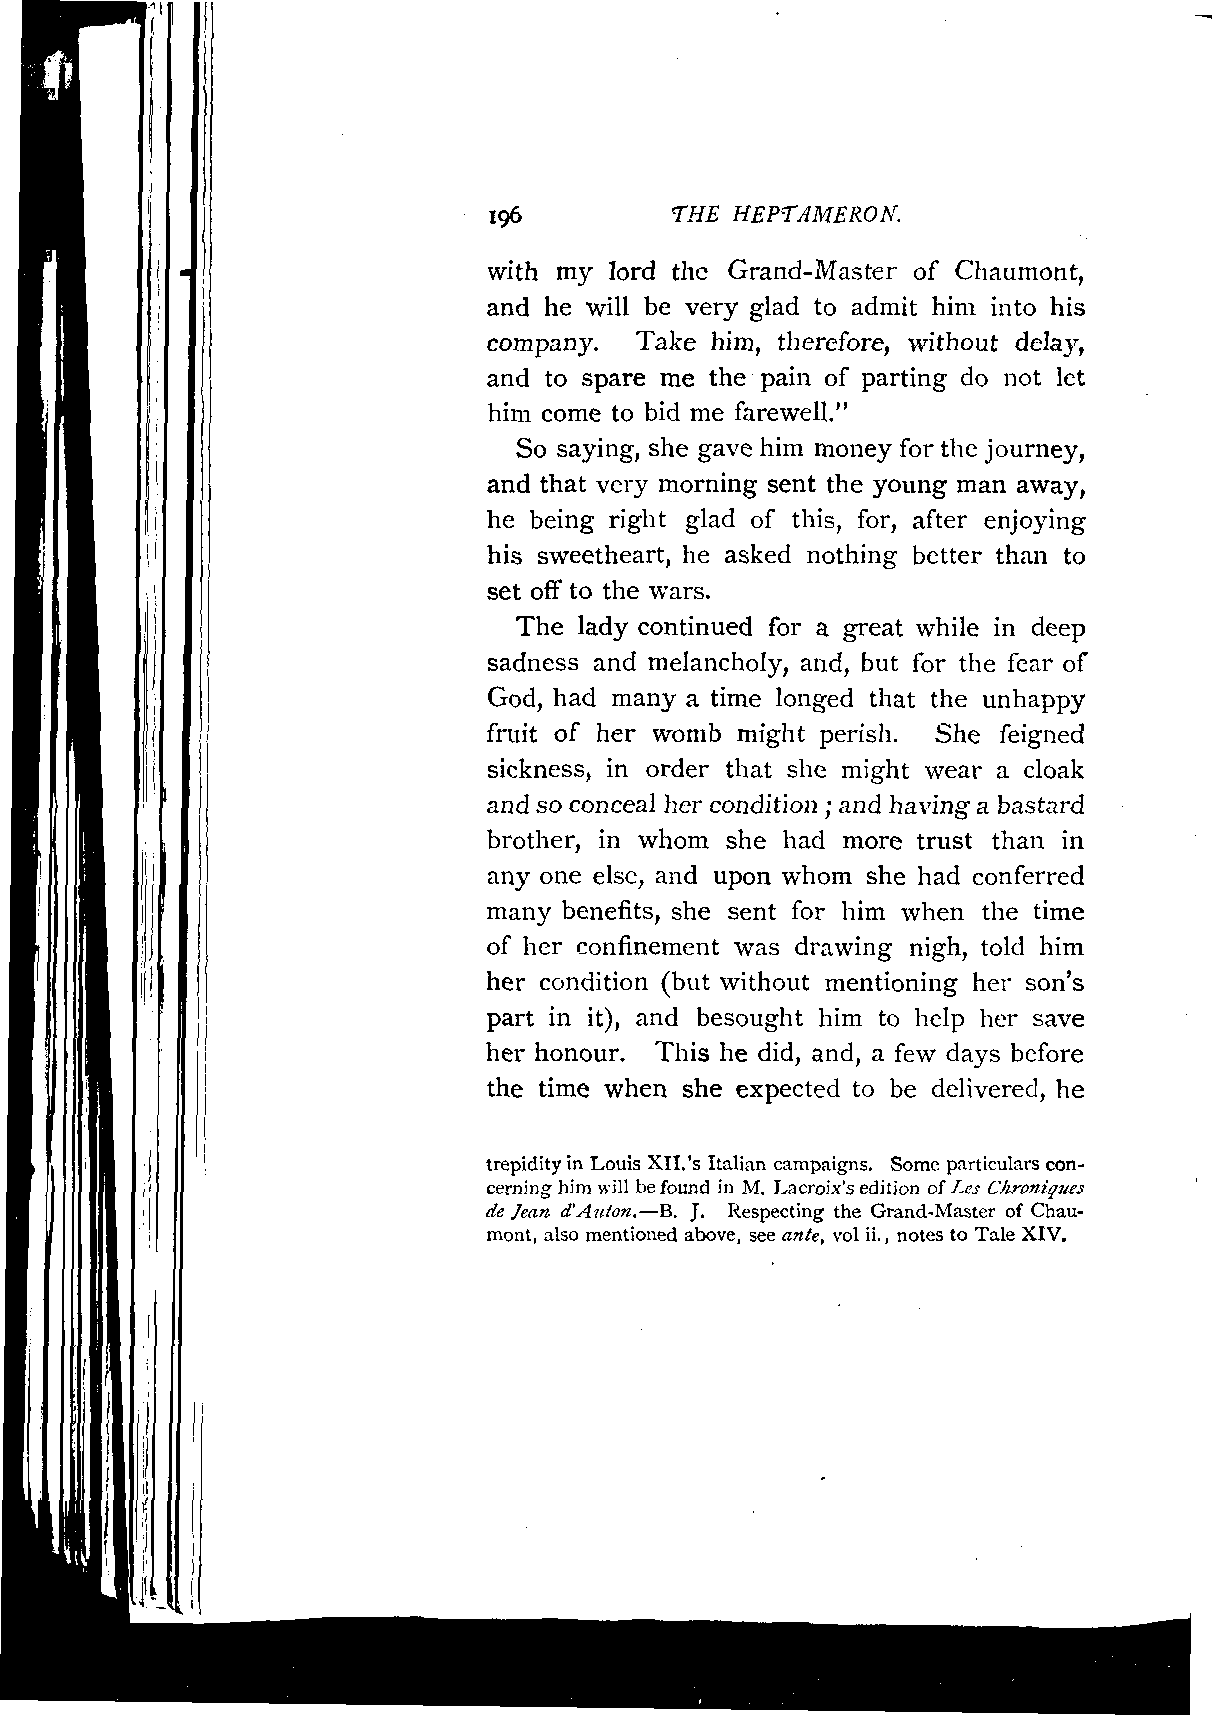 196 THE HEPTAMERON.
with my lord the Grand-Master of Chaumont,
and he will be very glad to admit him into his
company. Take him, therefore, without delay,
and to spare me the pain of parting do not let
him come to bid me farewell."
So saying, she gave him money for the journey,
and that very morning sent the young man away,
he being right glad of this, for, after enjoying
his sweetheart, he asked nothing better than to
set off to the wars.
The lady continued for a great while in deep
sadness and melancholy, and, but for the fear of
God, had many a time longed that the unhappy
fruit of her womb might perish. She feigned
sickness, in order that she might wear a cloak
and so conceal her condition ; and having a bastard
brother, in whom she had more trust than in
any one else, and upon whom she had conferred
many benefits, she sent for him when the time
of her confinement was drawing nigh, told him
her condition (but without mentioning her son's
part in it), and besought him to help her save
her honour. This he did, and, a few days before
the time when she expected to be delivered, he
trepidity in Louis XII.'s Italian campaigns. Some particulars con-
cerning him will be found in M. Lacroix's edition of Les Chroniques
de Jean d'Auton.—B. J. Respecting the Grand-Master of Chau-
mont, also mentioned above, see ante, vol ii., notes to Tale XIV.